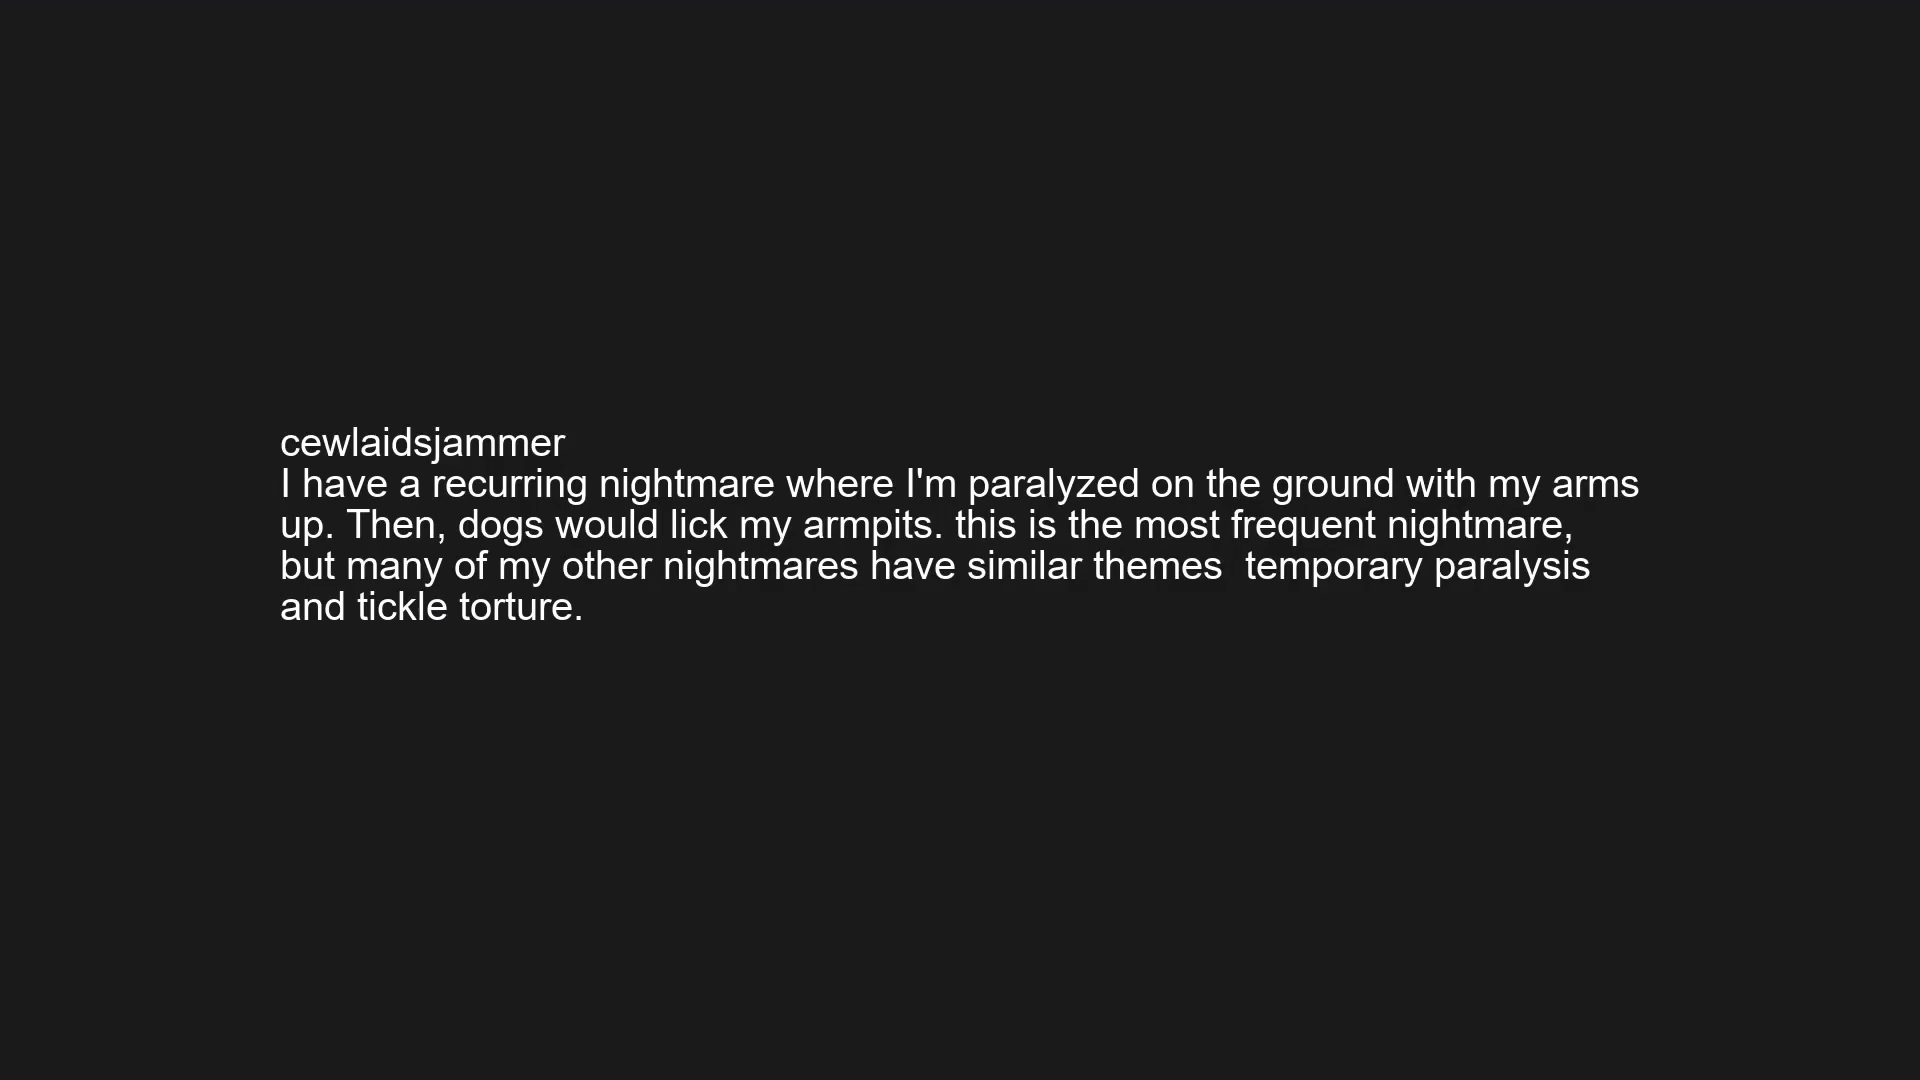 cewlaidsjammer
I have a recurring nightmare where I'm paralyzed on the ground with my arms
up. Then, dogs would lick my armpits. this is the most frequent nightmare,
but many of my other nightmares have similar themes  temporary paralysis
and tickle torture.